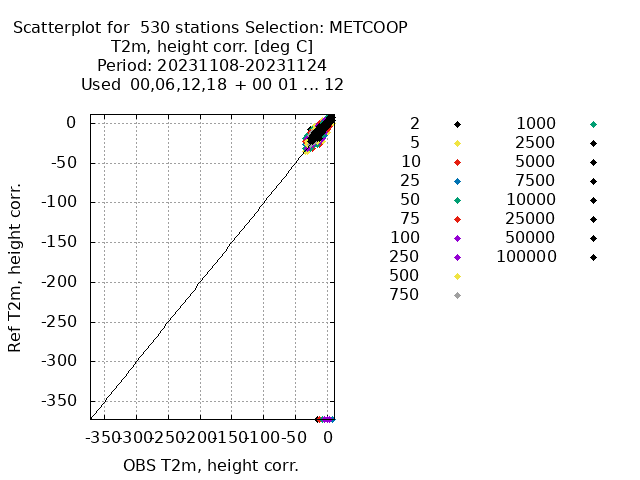 Scatterplot for 530 stations Selection: METCOOP
T2m, height corr. [deg C]
Period: 20231108-20231124
Used 00,06,12,18 + 00 01 ... 12
Ref T2m, height corr.
0
-50
-100
-150
-200
-250
-300
-350
-350 -300 -250 -200 -150 -100 -50 0
OBS T2m, height corr.
2 1000
5 2500
10 5000
25 7500
50 10000
75 25000
100 50000
250 100000
500
750